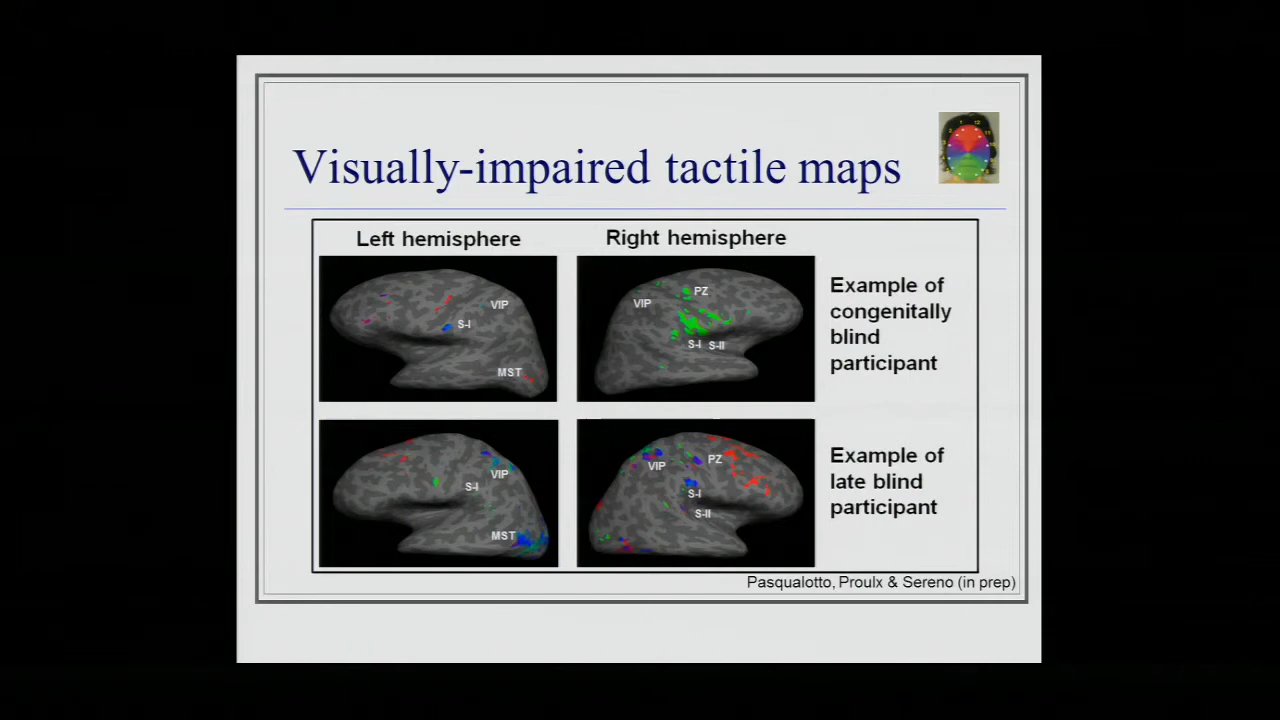 Visually-impaired tactile maps
Left hemisphere
Right hemisphere
VIP
S-I
MST
VIP
PZ
S-I
S-II
Example of
congenitally
blind
participant
VIP
S-I
MST
VIP
PZ
S-I
S-II
Example of
late blind
participant
Pasqualotto, Proulx & Sereno (in prep)